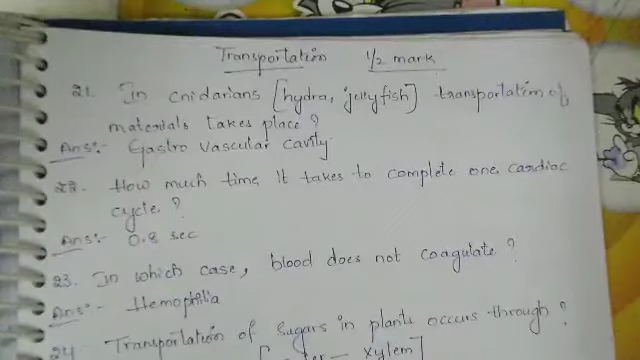 Transportation 1/2 mark
21. In cnidarians [hydra, jellyfish] transportation of
materials takes place?
Ans:- Gastro vascular cavity.
22. How much time it takes to complete one cardiac
cycle?
Ans:- 0.8 sec
23. In which case, blood does not coagulate?
Ans:- Hemophilia
24 Transportation of sugars in plants occurs through?
— xylem]